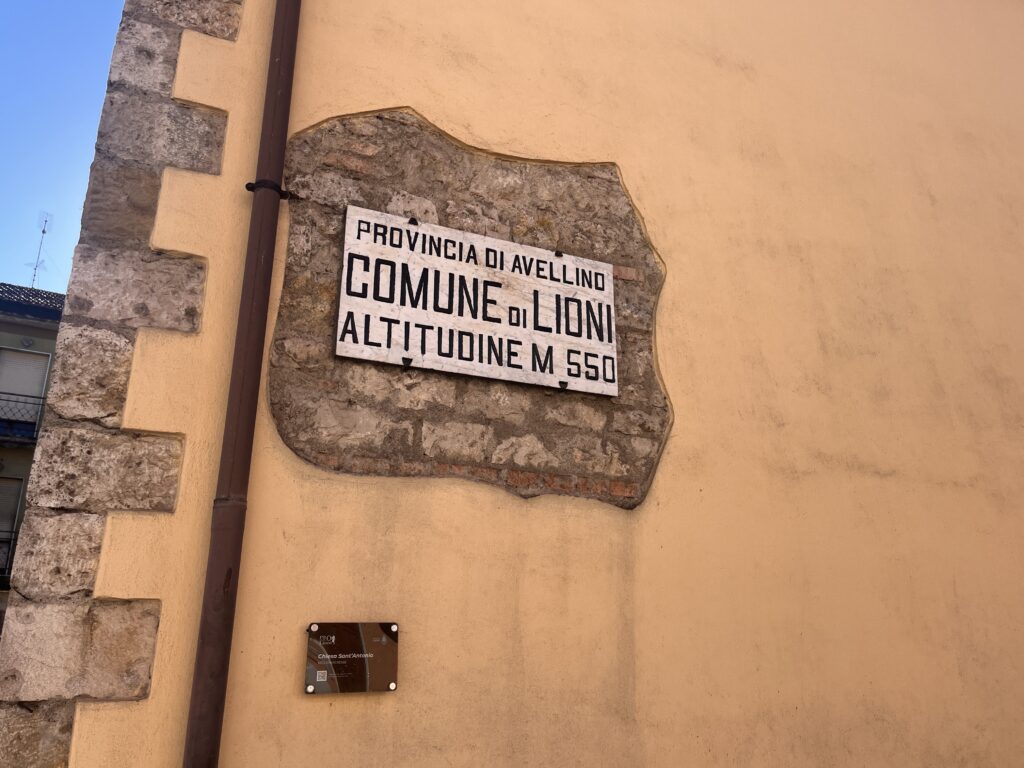 PROVINCIA DI AVELLINO
COMUNE DI LIONI
ALTITUDINE M 550
Chiesa Sant'Antonio